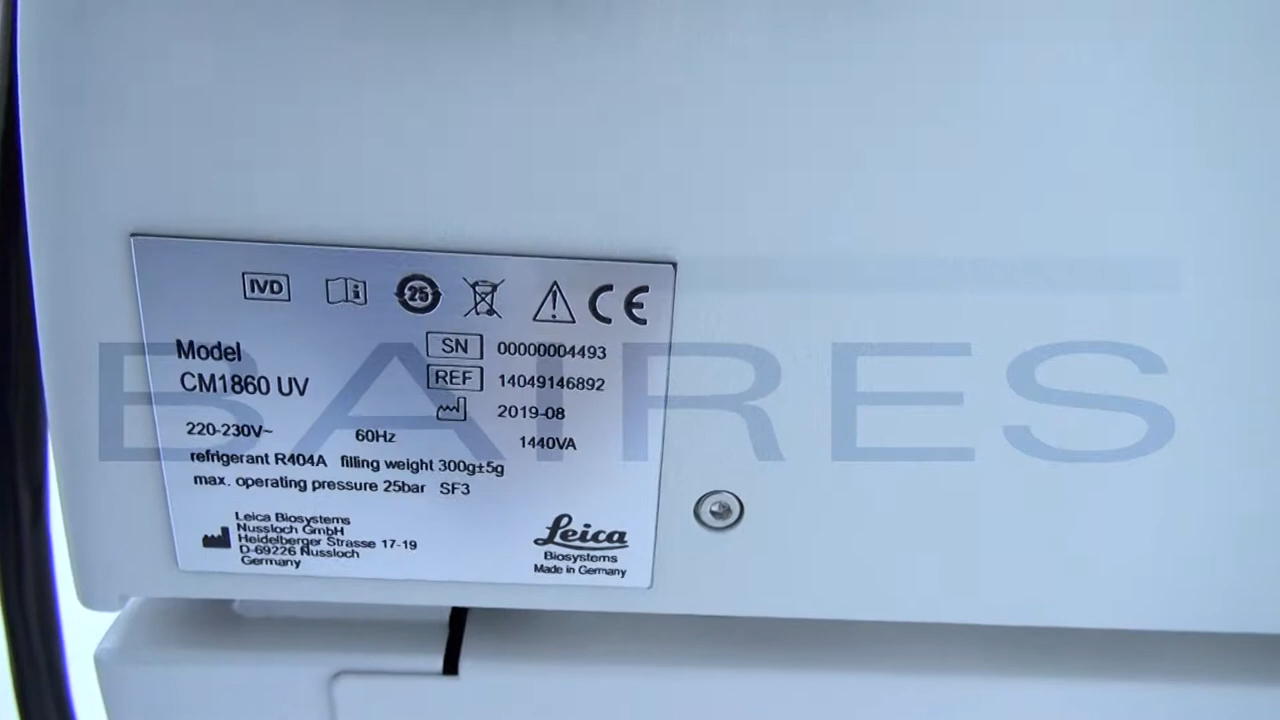 IVD
25
CE
Model
CM1860 UV
SN 00000004493
REF 14049146892
2019-08
220-230V~ 60Hz 1440VA
refrigerant R404A filling weight 300g±5g
max. operating pressure 25bar SF3
Leica Biosystems
Nussloch GmbH
Heidelberger Strasse 17-19
D-69226 Nussloch
Germany
Leica
Biosystems
Made in Germany
BAIRES